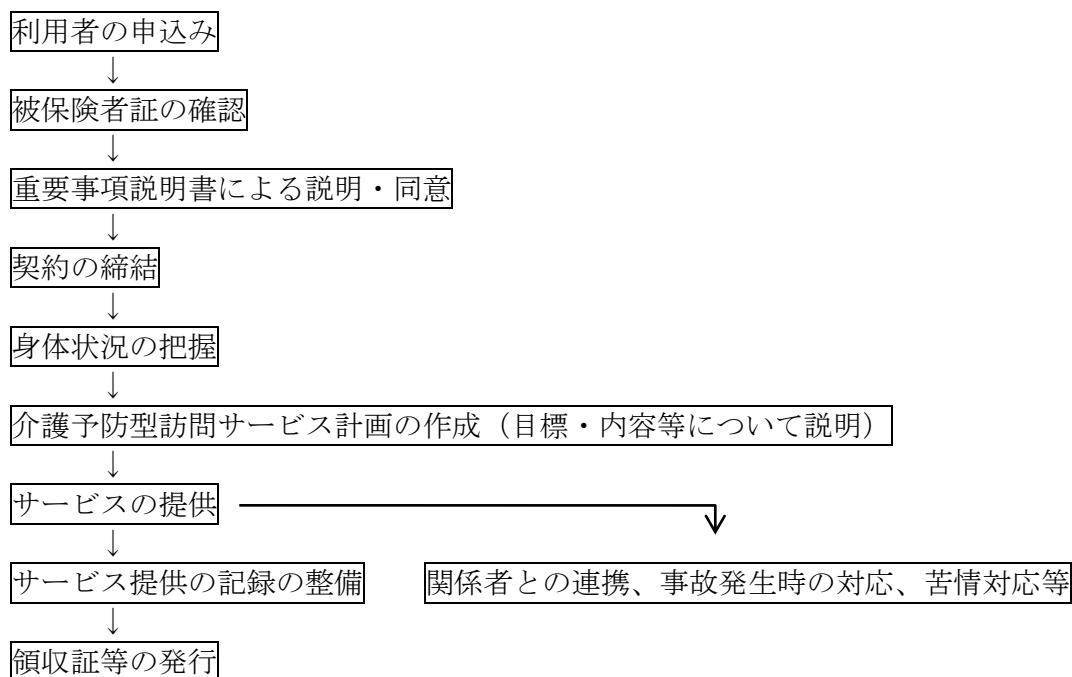 利用者の申込み
↓
被保険者証の確認
↓
重要事項説明書による説明・同意
↓
契約の締結
↓
身体状況の把握
↓
介護予防型訪問サービス計画の作成（目標・内容等について説明）
↓
サービスの提供
↓
サービス提供の記録の整備
関係者との連携、事故発生時の対応、苦情対応等
↓
領収証等の発行